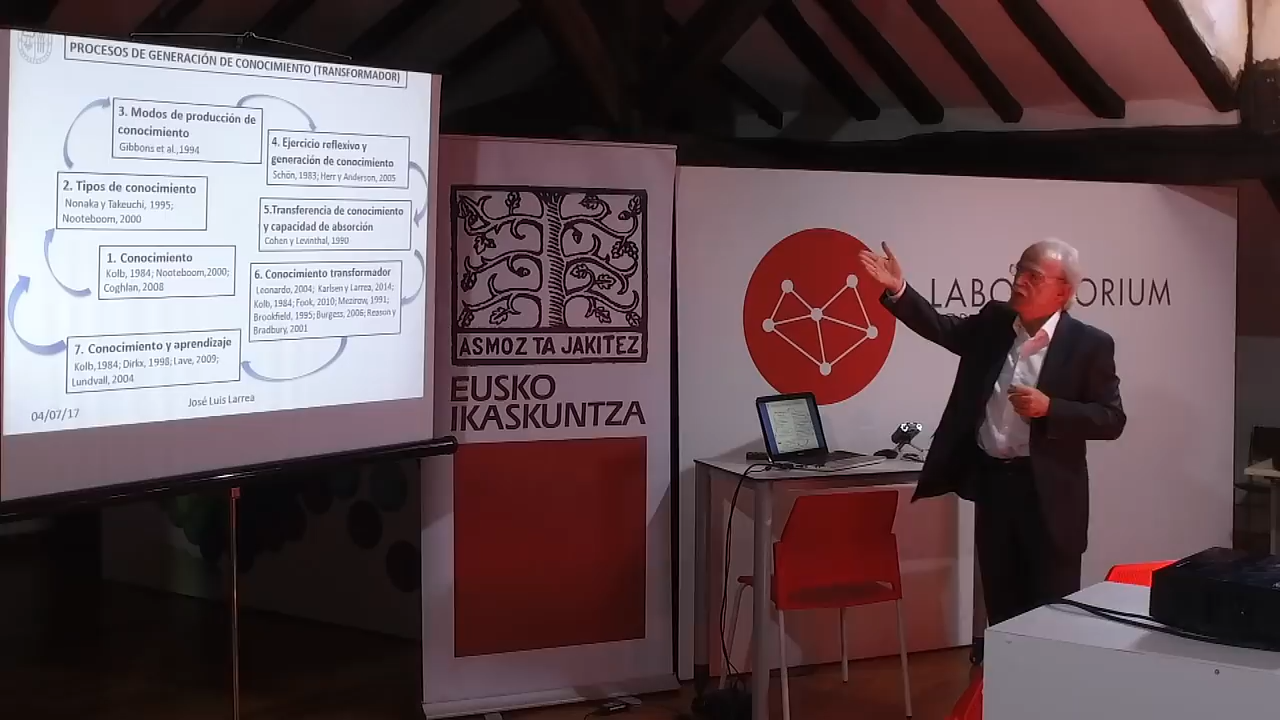 PROCESOS DE GENERACIÓN DE CONOCIMIENTO (TRANSFORMADOR)
1. Conocimiento
Kolb, 1984; Nooteboom,2000;
Coghlan, 2008
2. Tipos de conocimiento
Nonaka y Takeuchi, 1995;
Nooteboom, 2000
3. Modos de producción de
conocimiento
Gibbons et al.,1994
4. Ejercicio reflexivo y
generación de conocimiento
Schön, 1983; Herr y Anderson, 2005
5.Transferencia de conocimiento
y capacidad de absorción
Cohen y Levinthal, 1990
6. Conocimiento transformador
Leonardo, 2004; Karlsen y Larrea, 2014;
Kolb, 1984; Fook, 2010; Mezirow, 1991;
Brookfield, 1995; Burgess, 2006; Reason y
Bradbury, 2001
7. Conocimiento y aprendizaje
Kolb,1984; Dirkx, 1998; Lave, 2009;
Lundvall, 2004
04/07/17
José Luis Larrea
ASMOZ TA JAKITEZ
EUSKO
IKASKUNTZA
LABO ORIUM